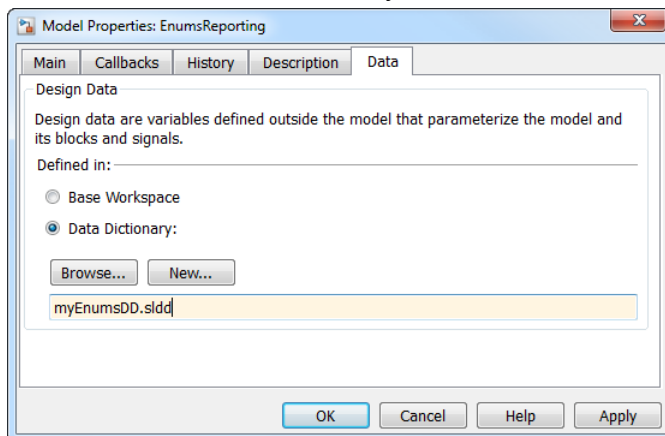 Model Properties: EnumsReporting
Main Callbacks History Description Data
Design Data
Design data are variables defined outside the model that parameterize the model and
its blocks and signals.
Defined in:
Base Workspace
Data Dictionary:
Browse... New...
myEnumsDD.sldd
OK Cancel Help Apply